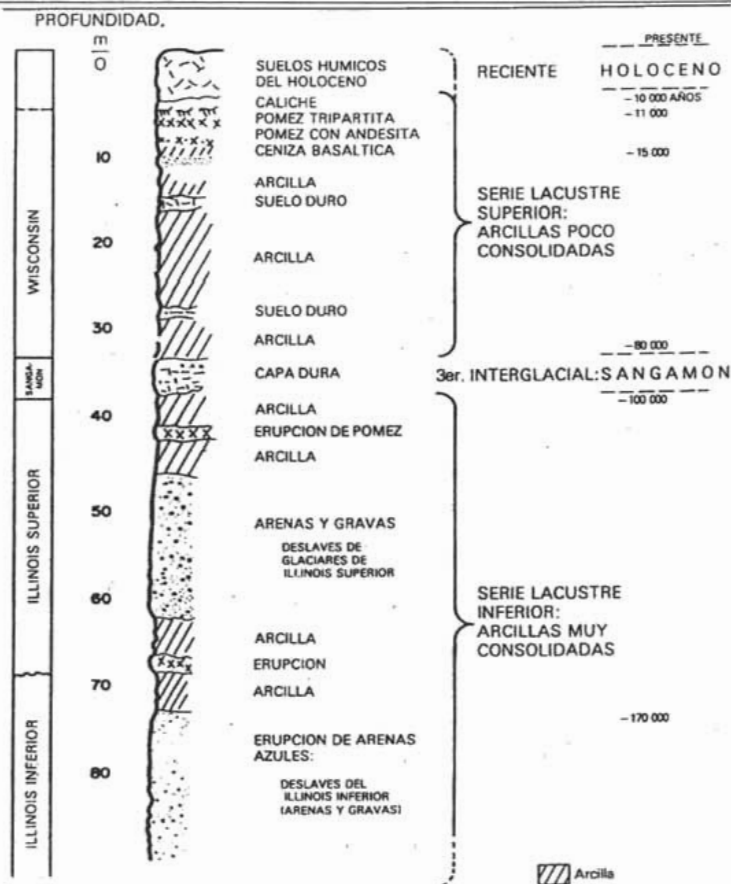 PROFUNDIDAD,
m
0
SUELOS HUMICOS
DEL HOLOCENO
CALICHE
POMEZ TRIPARTITA
POMEZ CON ANDESITA
CENIZA BASALTICA
10
ARCILLA
SUELO DURO
20
ARCILLA
SUELO DURO
30
ARCILLA
CAPA DURA
40
ARCILLA
ERUPCION DE POMEZ
ARCILLA
50
ARENAS Y GRAVAS
DESLAVES DE
GLACIARES DE
ILLINOIS SUPERIOR
60
ARCILLA
ERUPCION
70
ARCILLA
ERUPCION DE ARENAS
AZULES:
80
DESLAVES DEL
ILLINOIS INFERIOR
(ARENAS Y GRAVAS)
WISCONSIN
SANGA-
MON
ILLINOIS SUPERIOR
ILLINOIS INFERIOR
RECIENTE
SERIE LACUSTRE
SUPERIOR:
ARCILLAS POCO
CONSOLIDADAS
3er. INTERGLACIAL: SANGAMON
SERIE LACUSTRE
INFERIOR:
ARCILLAS MUY
CONSOLIDADAS
PRESENTE
HOLOCENO
-10 000 AÑOS
-11 000
-15 000
-80 000
-100 000
-170 000
Arcilla